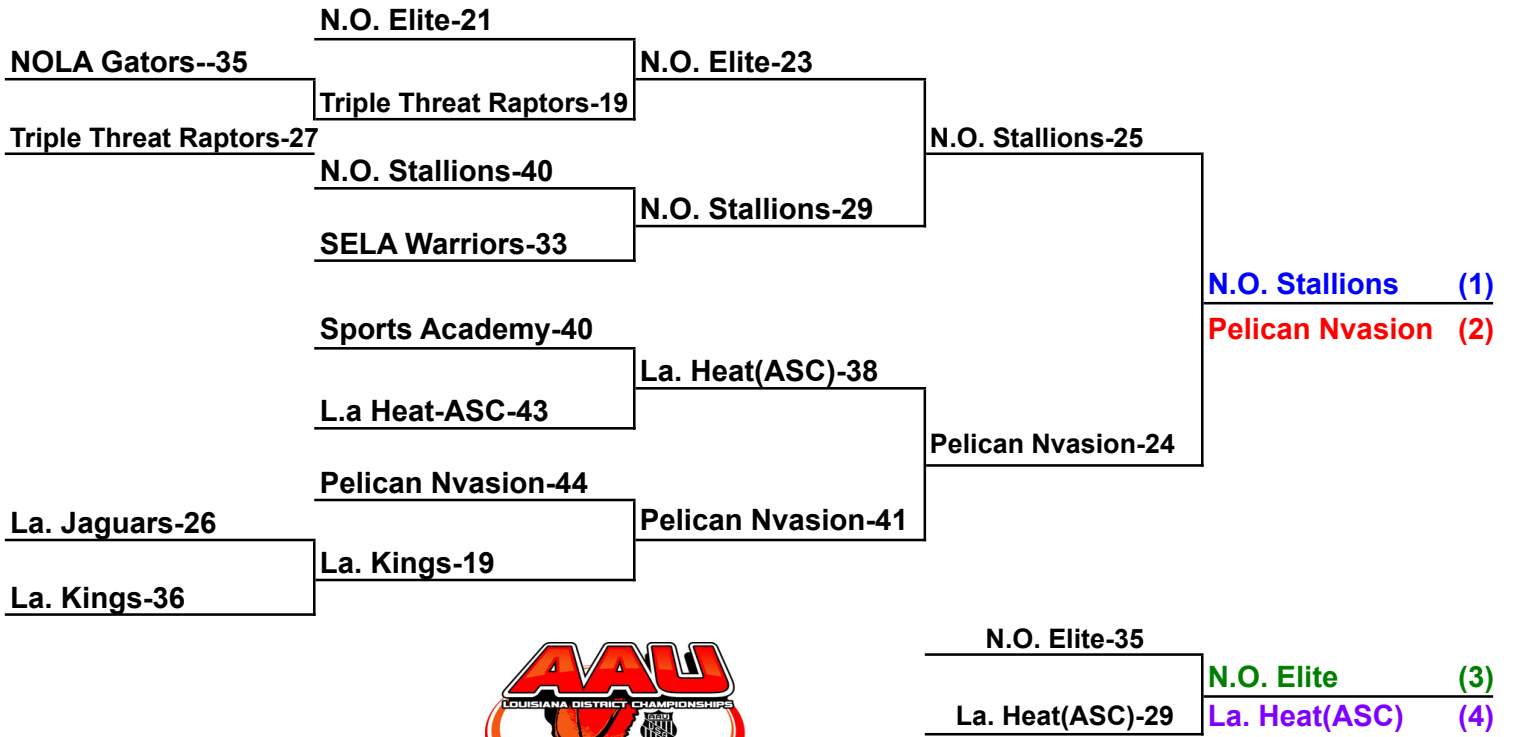 N.O. Elite-21
NOLA Gators--35
N.O. Elite-23
Triple Threat Raptors-19
Triple Threat Raptors-27
N.O. Stallions-25
N.O. Stallions-40
N.O. Stallions-29
SELA Warriors-33
N.O. Stallions (1)
Sports Academy-40
Pelican Nvasion (2)
La. Heat(ASC)-38
L.a Heat-ASC-43
Pelican Nvasion-24
Pelican Nvasion-44
La. Jaguars-26
Pelican Nvasion-41
La. Kings-19
La. Kings-36
N.O. Elite-35
N.O. Elite (3)
La. Heat(ASC)-29
La. Heat(ASC) (4)
AAU
LOUISIANA DISTRICT CHAMPIONSHIPS